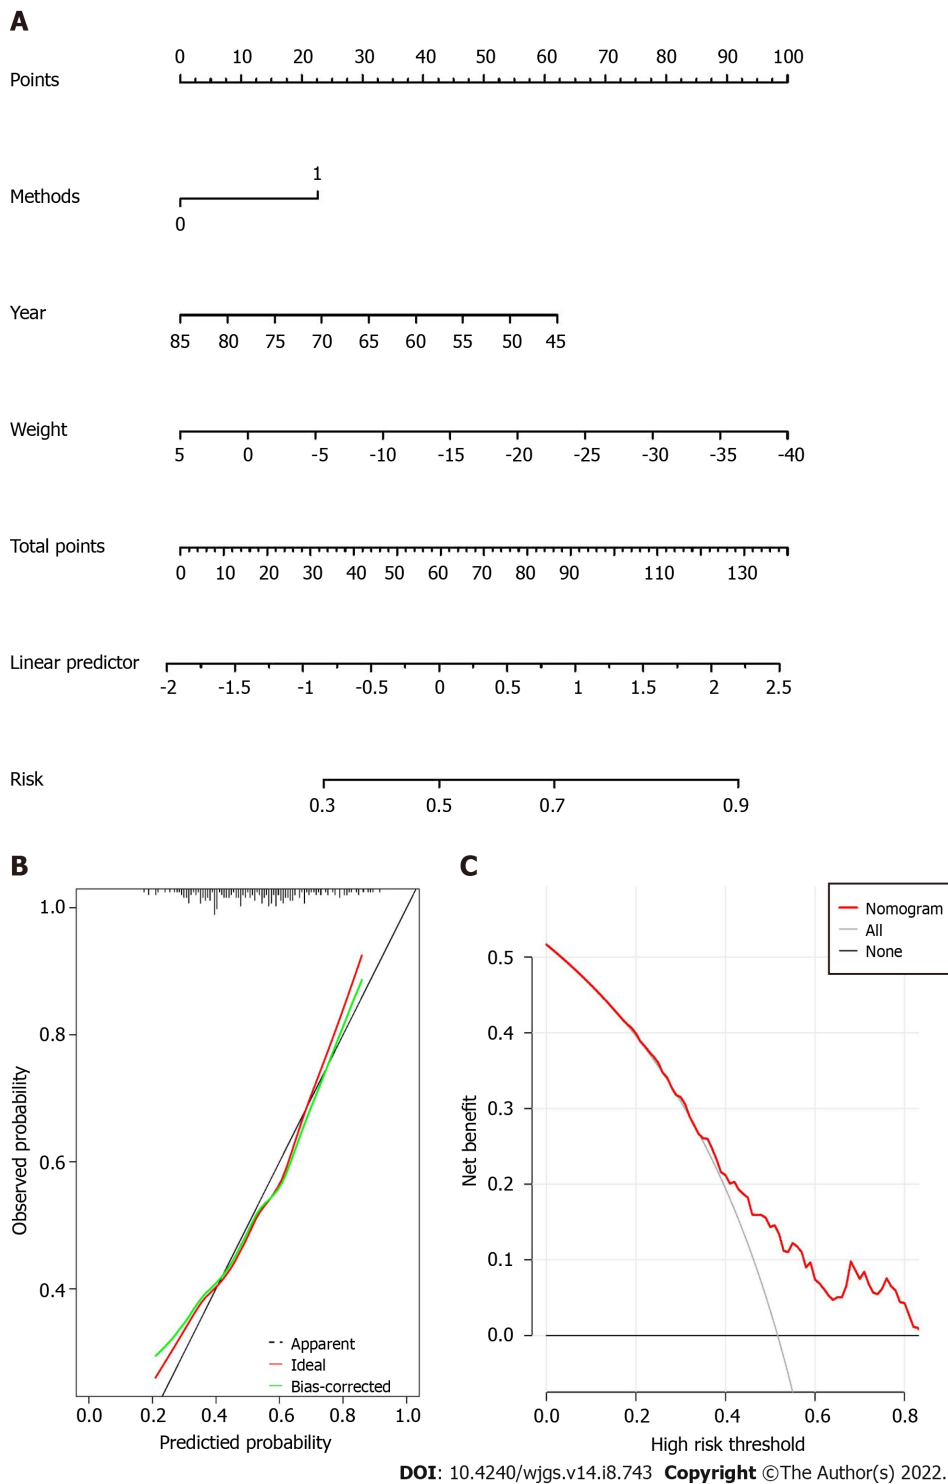 A
0 10 20 30 40 50 60 70 80 90 100
Points
1
Methods
0
Year
85 80 75 70 65 60 55 50 45
Weight
5 0 -5 -10 -15 -20 -25 -30 -35 -40
Total points
0 10 20 30 40 50 60 70 80 90 110 130
Linear predictor
-2 -1.5 -1 -0.5 0 0.5 1 1.5 2 2.5
Risk
0.3 0.5 0.7 0.9
B
1.0
0.8
0.6
0.4
Observed probability
Apparent
Ideal
Bias-corrected
0.0 0.2 0.4 0.6 0.8 1.0
Predictied probability
C
Nomogram
All
None
0.5
0.4
0.3
0.2
0.1
0.0
Net benefit
0.0 0.2 0.4 0.6 0.8
High risk threshold
DOI: 10.4240/wjgs.v14.i8.743 Copyright ©The Author(s) 2022.